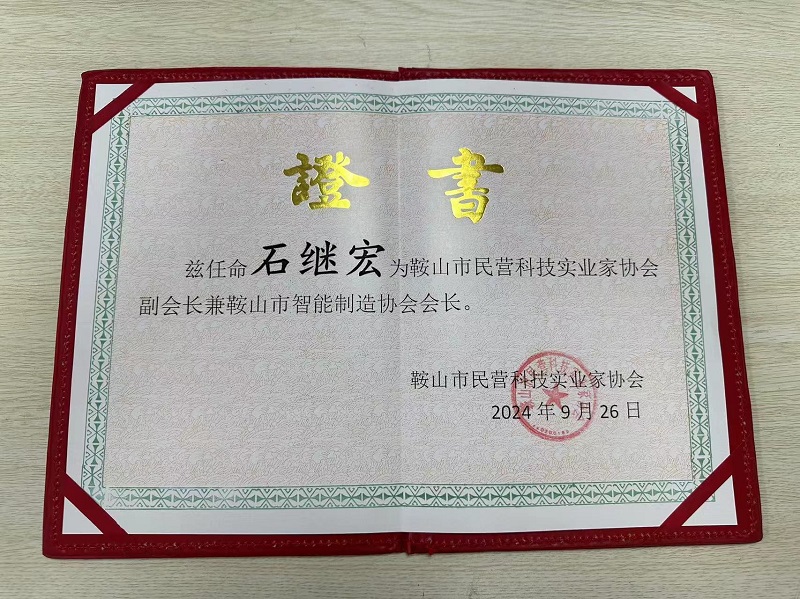 證書
兹任命石继宏为鞍山市民营科技实业家协会
副会长兼鞍山市智能制造协会会长。
鞍山市民营科技实业家协会
2024年9月26日